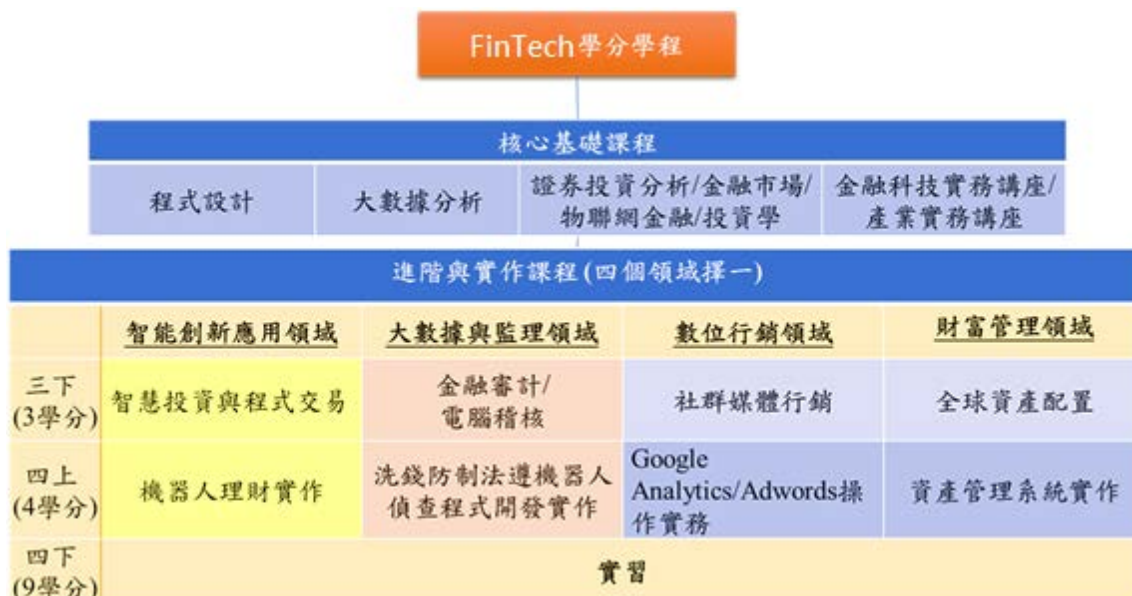 FinTech學分學程
核心基礎課程
程式設計
大數據分析
證券投資分析/金融市場/
物聯網金融/投資學
金融科技實務講座/
產業實務講座
進階與實作課程(四個領域擇一)
智能創新應用領域
大數據與監理領域
數位行銷領域
財富管理領域
三下
(3學分)
智慧投資與程式交易
金融審計/
電腦稽核
社群媒體行銷
全球資產配置
四上
(4學分)
機器人理財實作
洗錢防制法遵機器人
偵查程式開發實作
Google
Analytics/Adwords操
作實務
資產管理系統實作
四下
(9學分)
實習